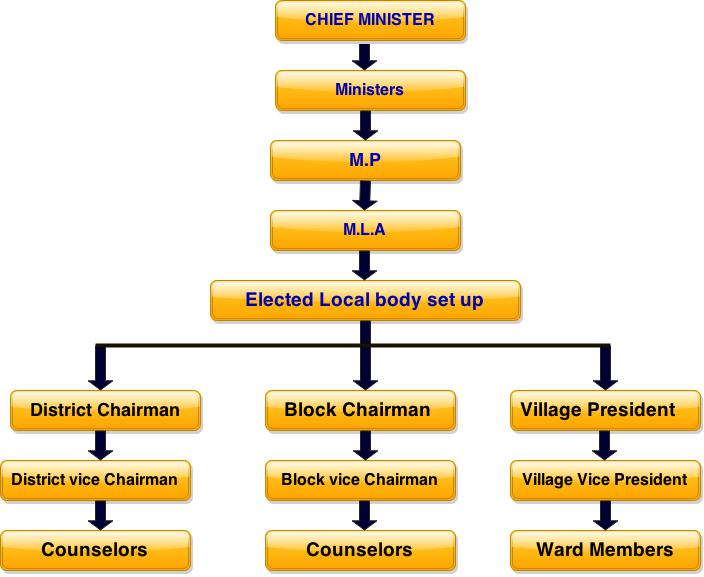 CHIEF MINISTER
Ministers
M.P
M.L.A
Elected Local body set up
District Chairman
Block Chairman
Village President
District vice Chairman
Block vice Chairman
Village Vice President
Counselors
Counselors
Ward Members